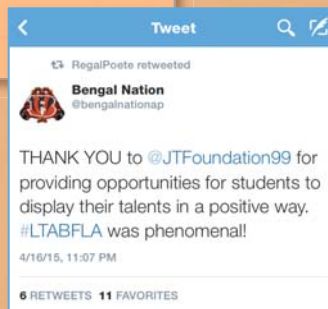 Tweet
RegalPoete retweeted
Bengal Nation
@bengalnationap
THANK YOU to @JTFoundation99 for
providing opportunities for students to
display their talents in a positive way.
#LTABFLA was phenomenal!
4/16/15, 11:07 PM
6 RETWEETS 11 FAVORITES